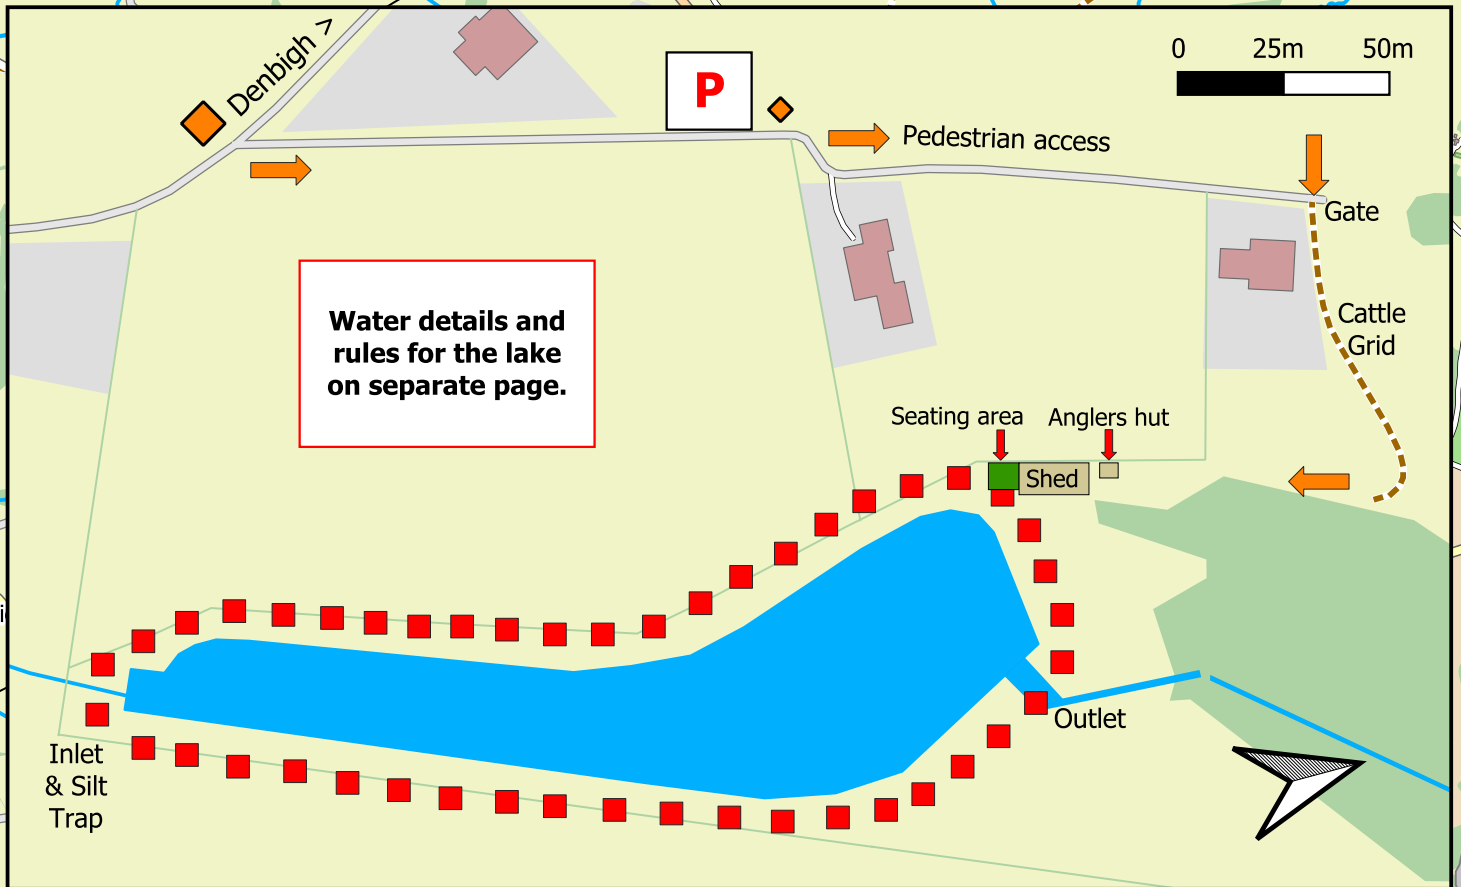 Denbigh >
P
0 25m 50m
Pedestrian access
Gate
Cattle
Grid
Water details and
rules for the lake
on separate page.
Seating area
Anglers hut
Shed
Outlet
Inlet
& Silt
Trap